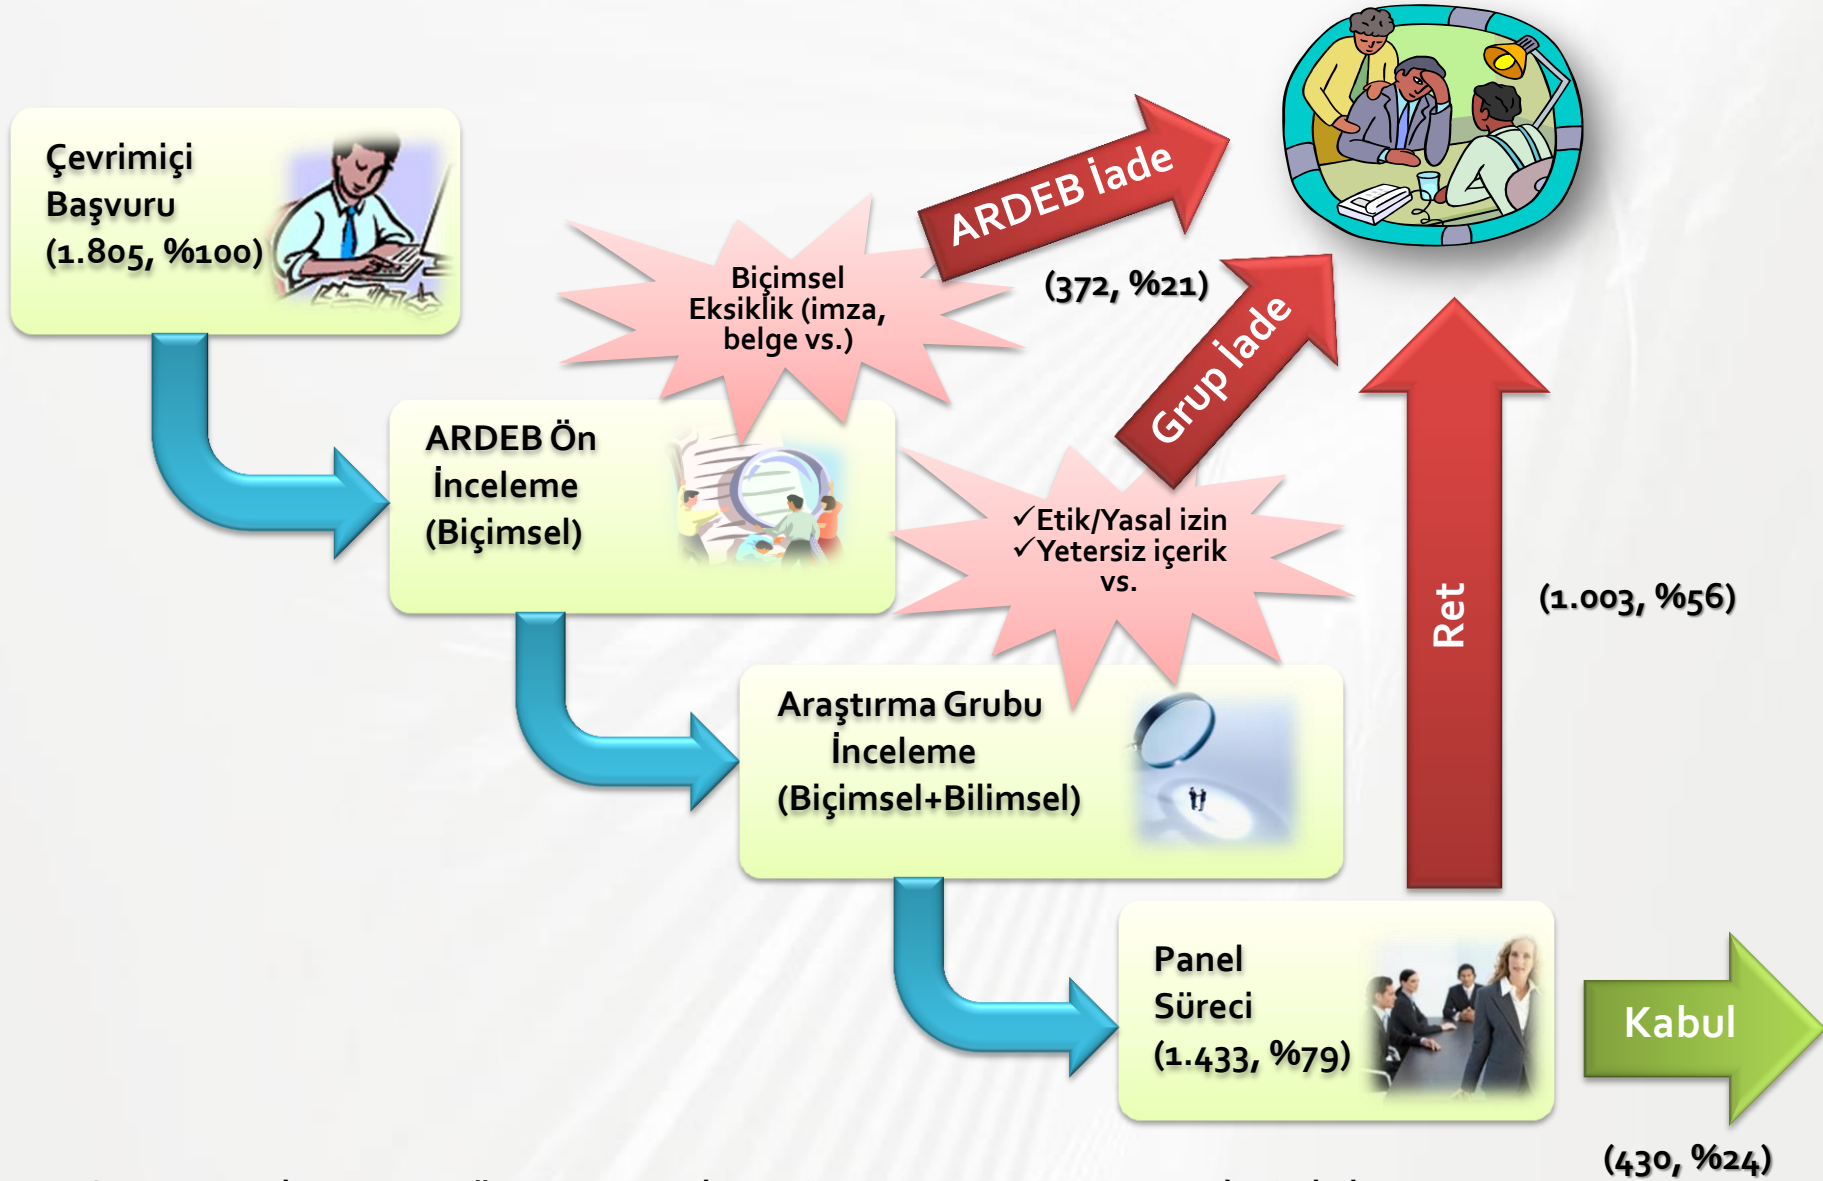 Çevrimiçi
Başvuru
(1.805, %100)
ARDEB İade
Biçimsel
Eksiklik (imza,
belge vs.)
(372, %21)
Grup İade
ARDEB Ön
İnceleme
(Biçimsel)
✓Etik/Yasal izin
✓Yetersiz içerik
vs.
Ret
(1.003, %56)
Araştırma Grubu
İnceleme
(Biçimsel+Bilimsel)
Panel
Süreci
(1.433, %79)
Kabul
(430, %24)